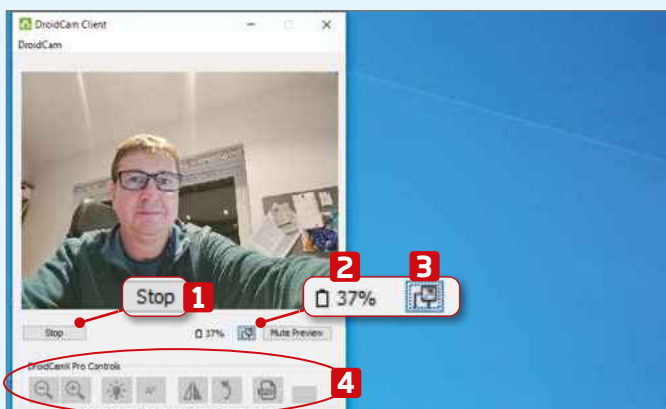 DroidCam Client
DroidCam
Stop 1
2 3
37%
Stop 37% Mute Preview
DroidCamX Pro Controls
4